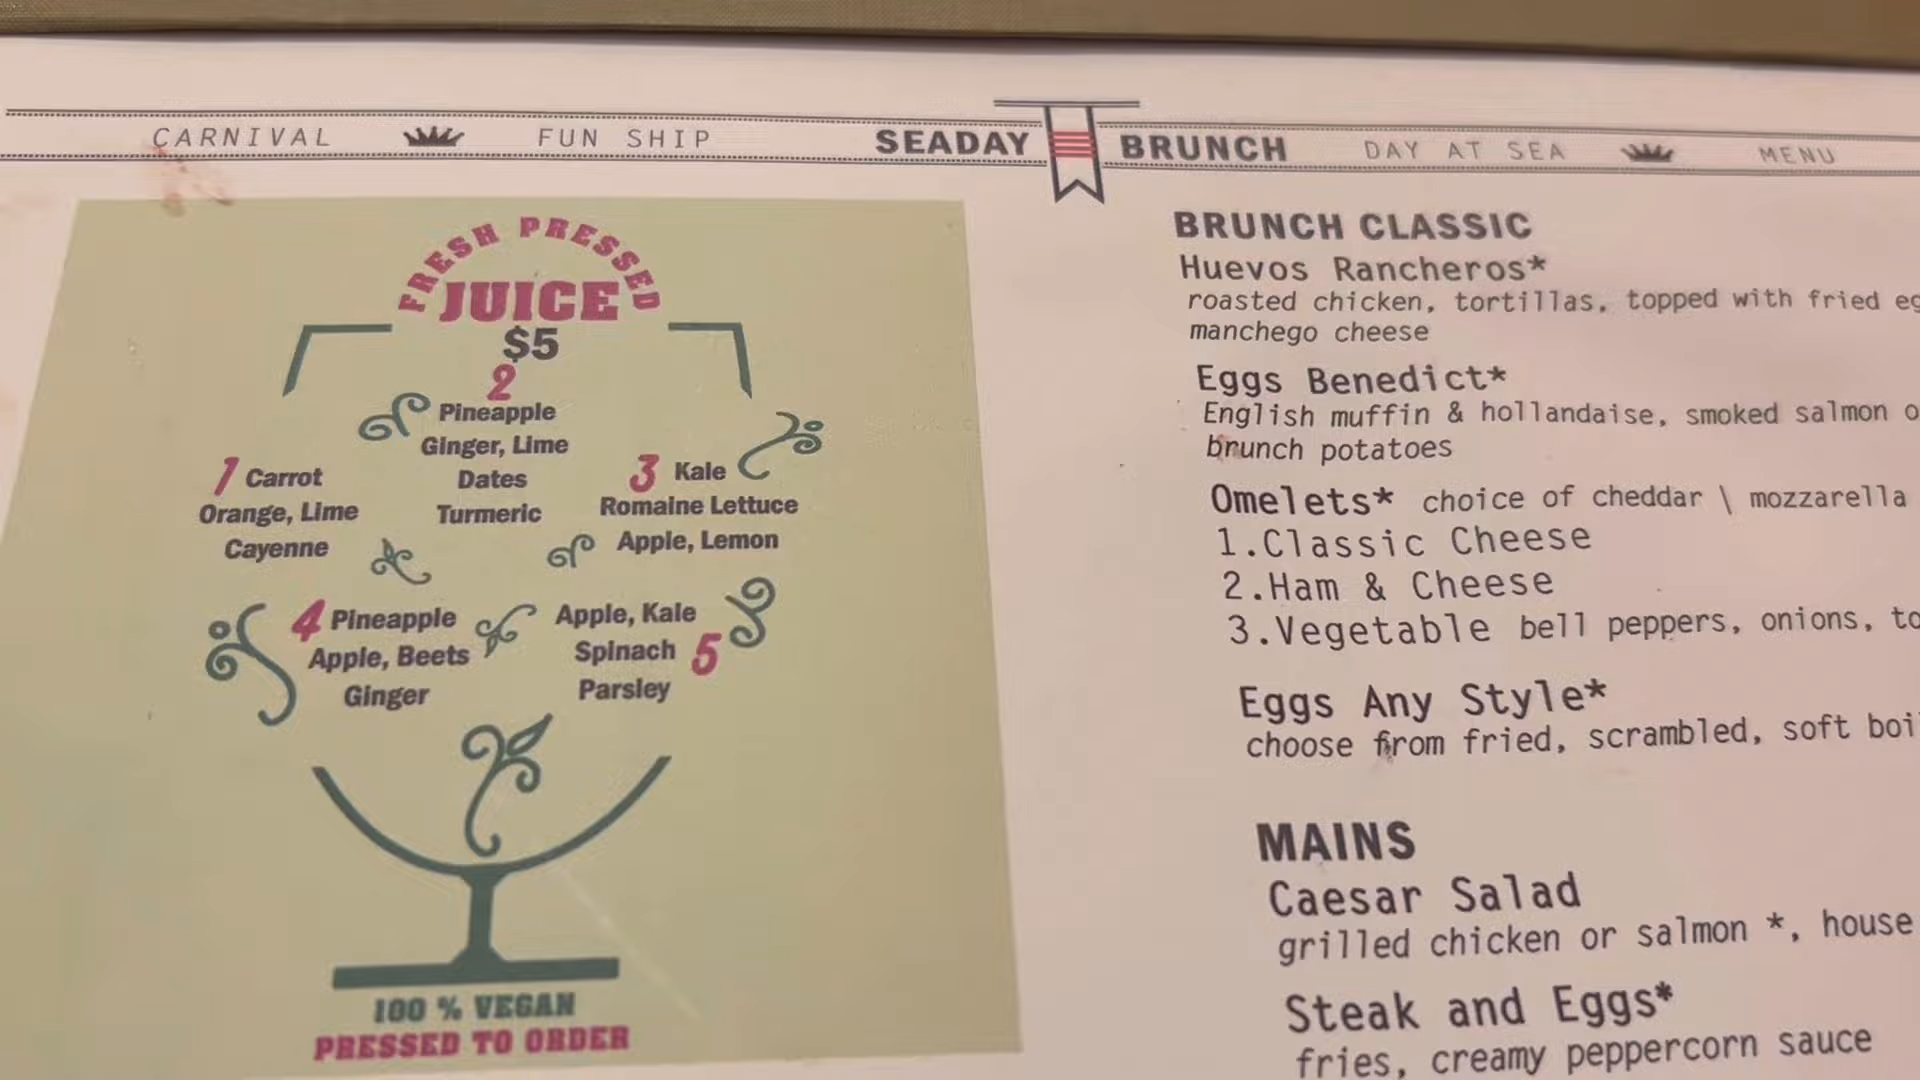 CARNIVAL FUN SHIP SEADAY BRUNCH DAY AT SEA MENU
FRESH PRESSED
JUICE
$5
2
Pineapple
Ginger, Lime
Dates
Turmeric
1 Carrot
Orange, Lime
Cayenne
3 Kale
Romaine Lettuce
Apple, Lemon
4 Pineapple
Apple, Beets
Ginger
Apple, Kale
Spinach 5
Parsley
100 % VEGAN
PRESSED TO ORDER
BRUNCH CLASSIC
Huevos Rancheros*
roasted chicken, tortillas, topped with fried
manchego cheese
Eggs Benedict*
English muffin & hollandaise, smoked salmon
brunch potatoes
Omelets* choice of cheddar \ mozzarella
1.Classic Cheese
2.Ham & Cheese
3.Vegetable bell peppers, onions,
Eggs Any Style*
choose from fried, scrambled, soft
MAINS
Caesar Salad
grilled chicken or salmon *, house
Steak and Eggs*
fries, creamy peppercorn sauce